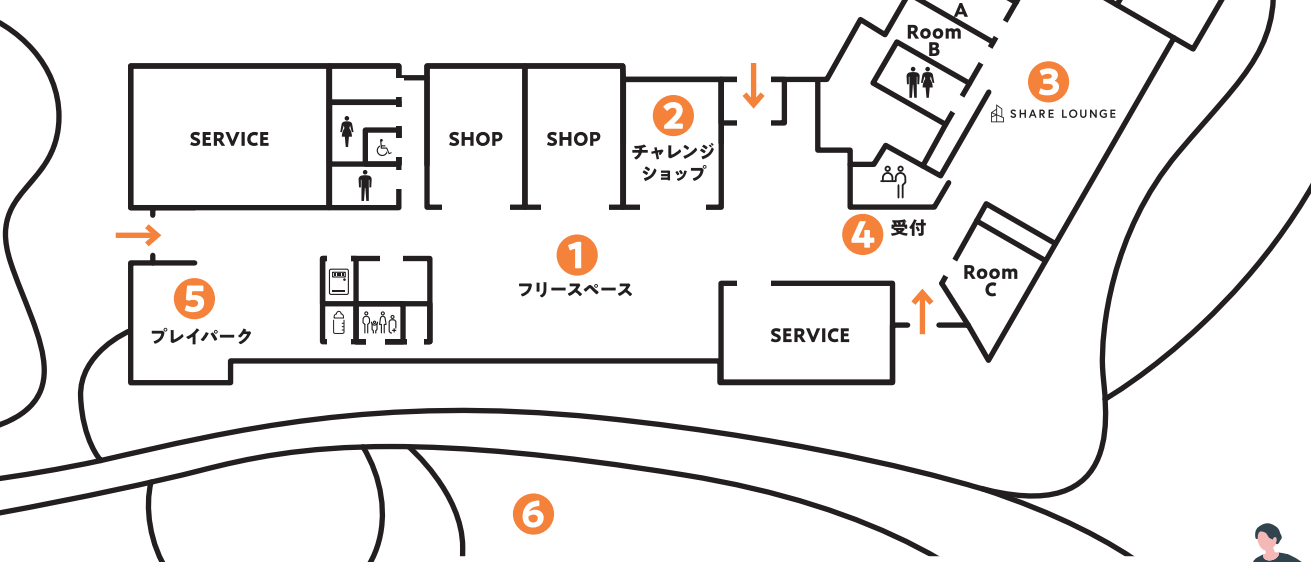 A
Room
B
3
SHARE LOUNGE
SERVICE
SHOP
SHOP
2
チャレンジ
ショップ
4
受付
1
フリースペース
Room
C
5
プレイパーク
SERVICE
6